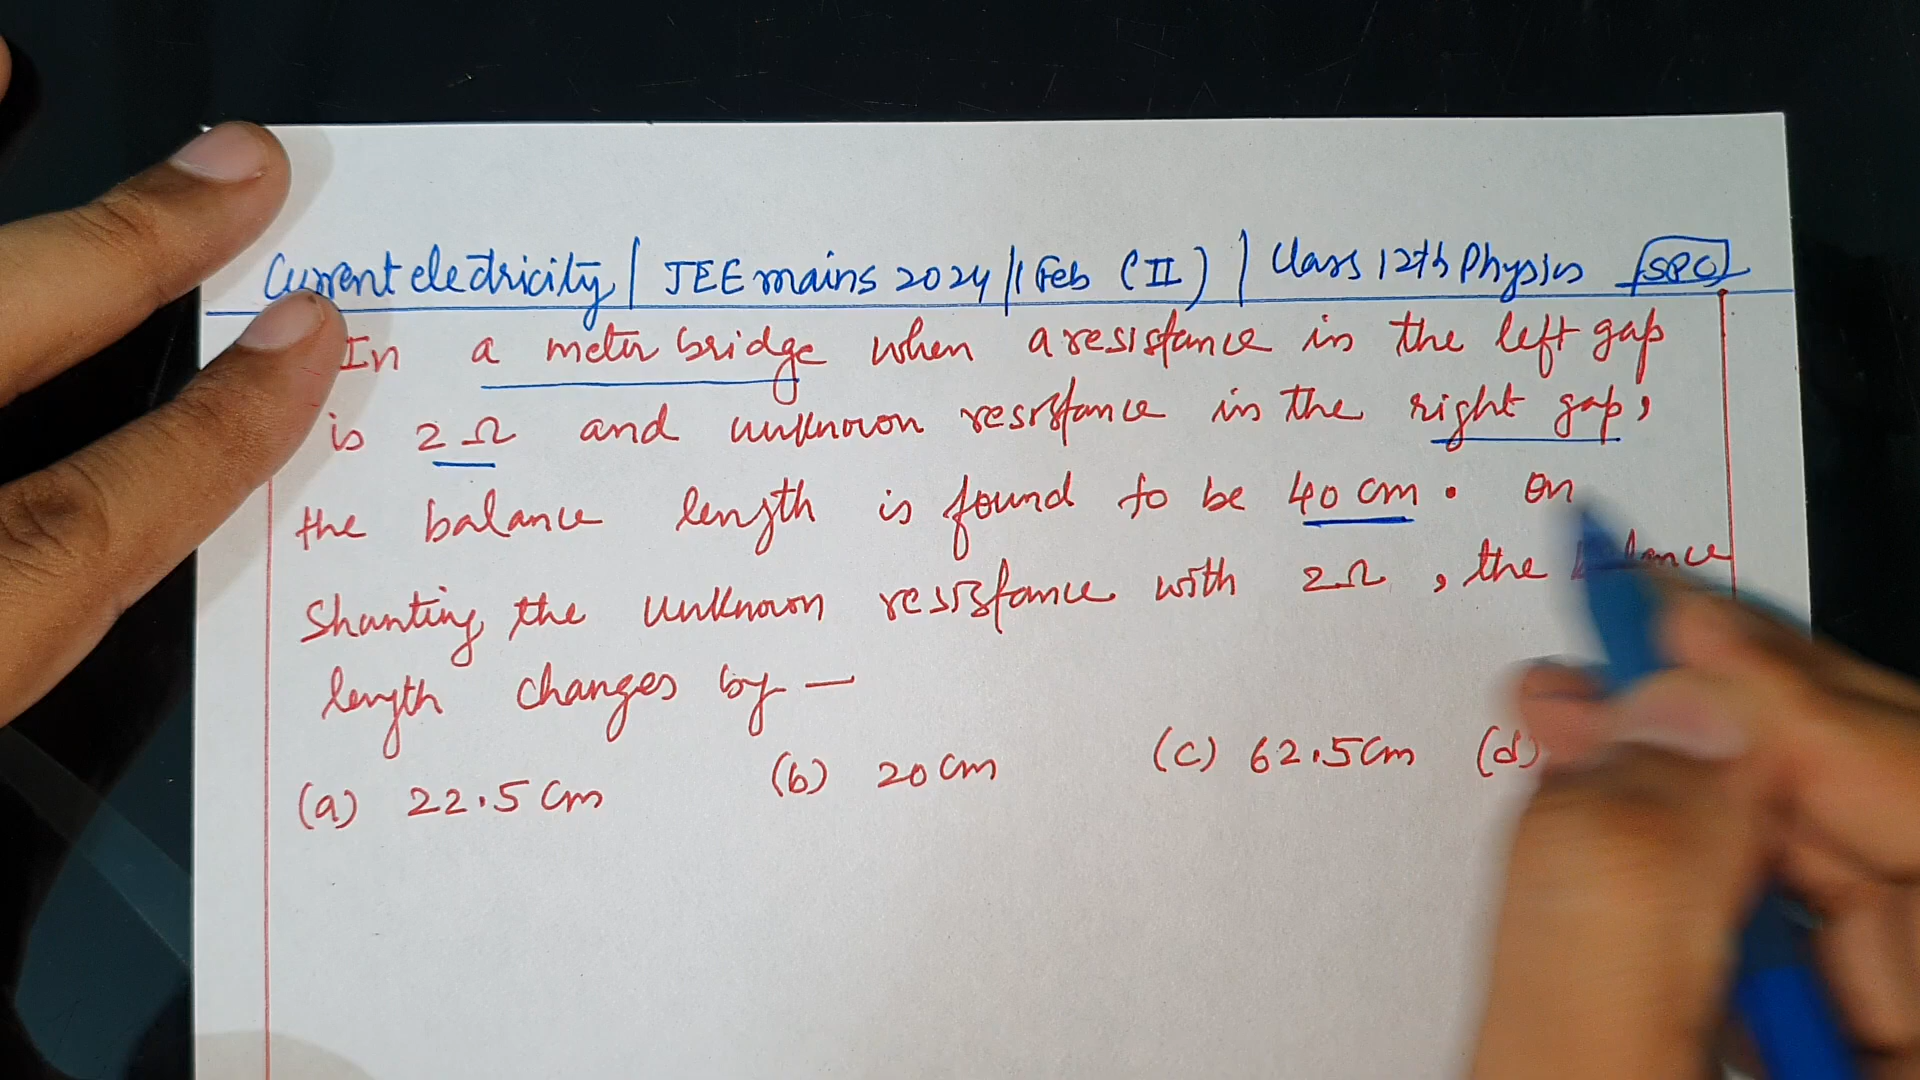 Current electricity | JEE mains 2024 | 1 Feb (II) | Class 12th Physics SPC
In a meter bridge when a resistance in the left gap
is 2Ω and unknown resistance in the right gap,
the balance length is found to be 40 cm. On
Shunting the unknown resistance with 2Ω, the balance
length changes by —
(a) 22.5 cm (b) 20 cm (c) 62.5 cm (d)